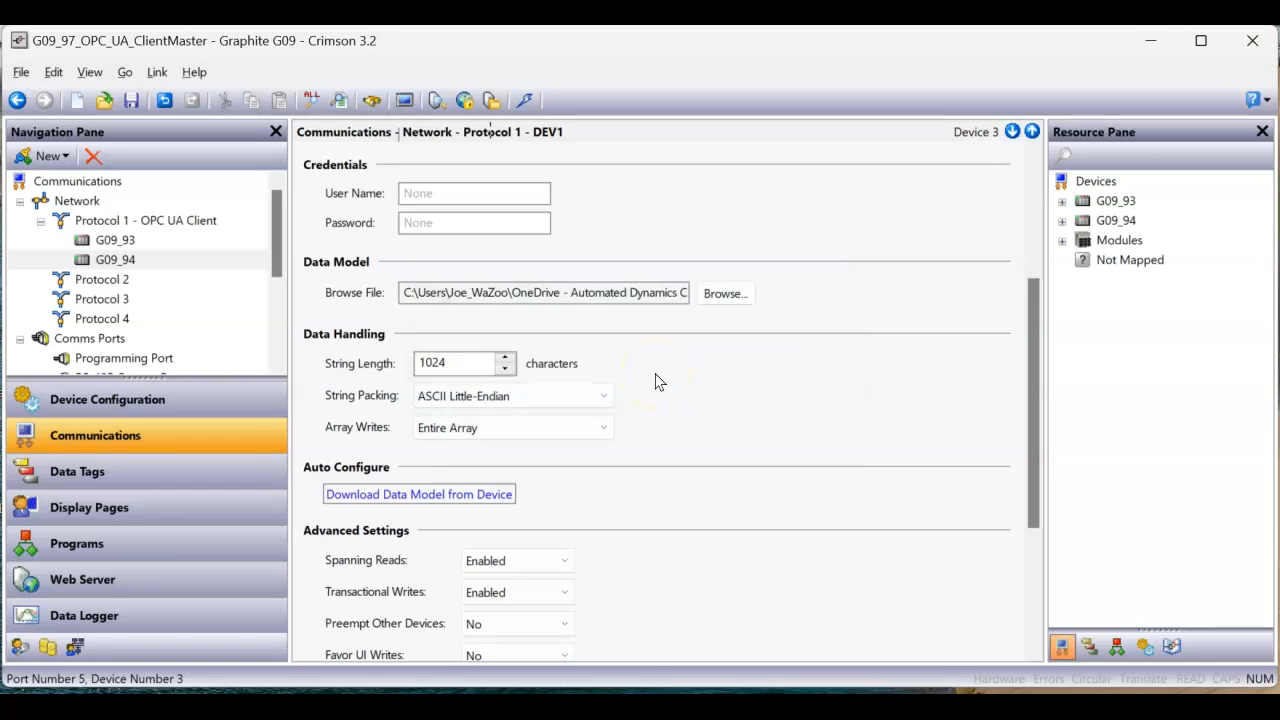 G09_97_OPC_UA_ClientMaster - Graphite G09 - Crimson 3.2
File Edit View Go Link Help
Navigation Pane
New
Communications
Network
Protocol 1 - OPC UA Client
G09_93
G09_94
Protocol 2
Protocol 3
Protocol 4
Comms Ports
Programming Port
Device Configuration
Communications
Data Tags
Display Pages
Programs
Web Server
Data Logger
Communications - Network - Protocol 1 - DEV1
Device 3
Credentials
User Name: None
Password: None
Data Model
Browse File: C:\Users\Joe_WaZoo\OneDrive - Automated Dynamics C Browse...
Data Handling
String Length: 1024 characters
String Packing: ASCII Little-Endian
Array Writes: Entire Array
Auto Configure
Download Data Model from Device
Advanced Settings
Spanning Reads: Enabled
Transactional Writes: Enabled
Preempt Other Devices: No
Favor UI Writes: No
Resource Pane
Devices
G09_93
G09_94
Modules
Not Mapped
Port Number 5, Device Number 3
Hardware Errors Circular Translate READ CAPS NUM